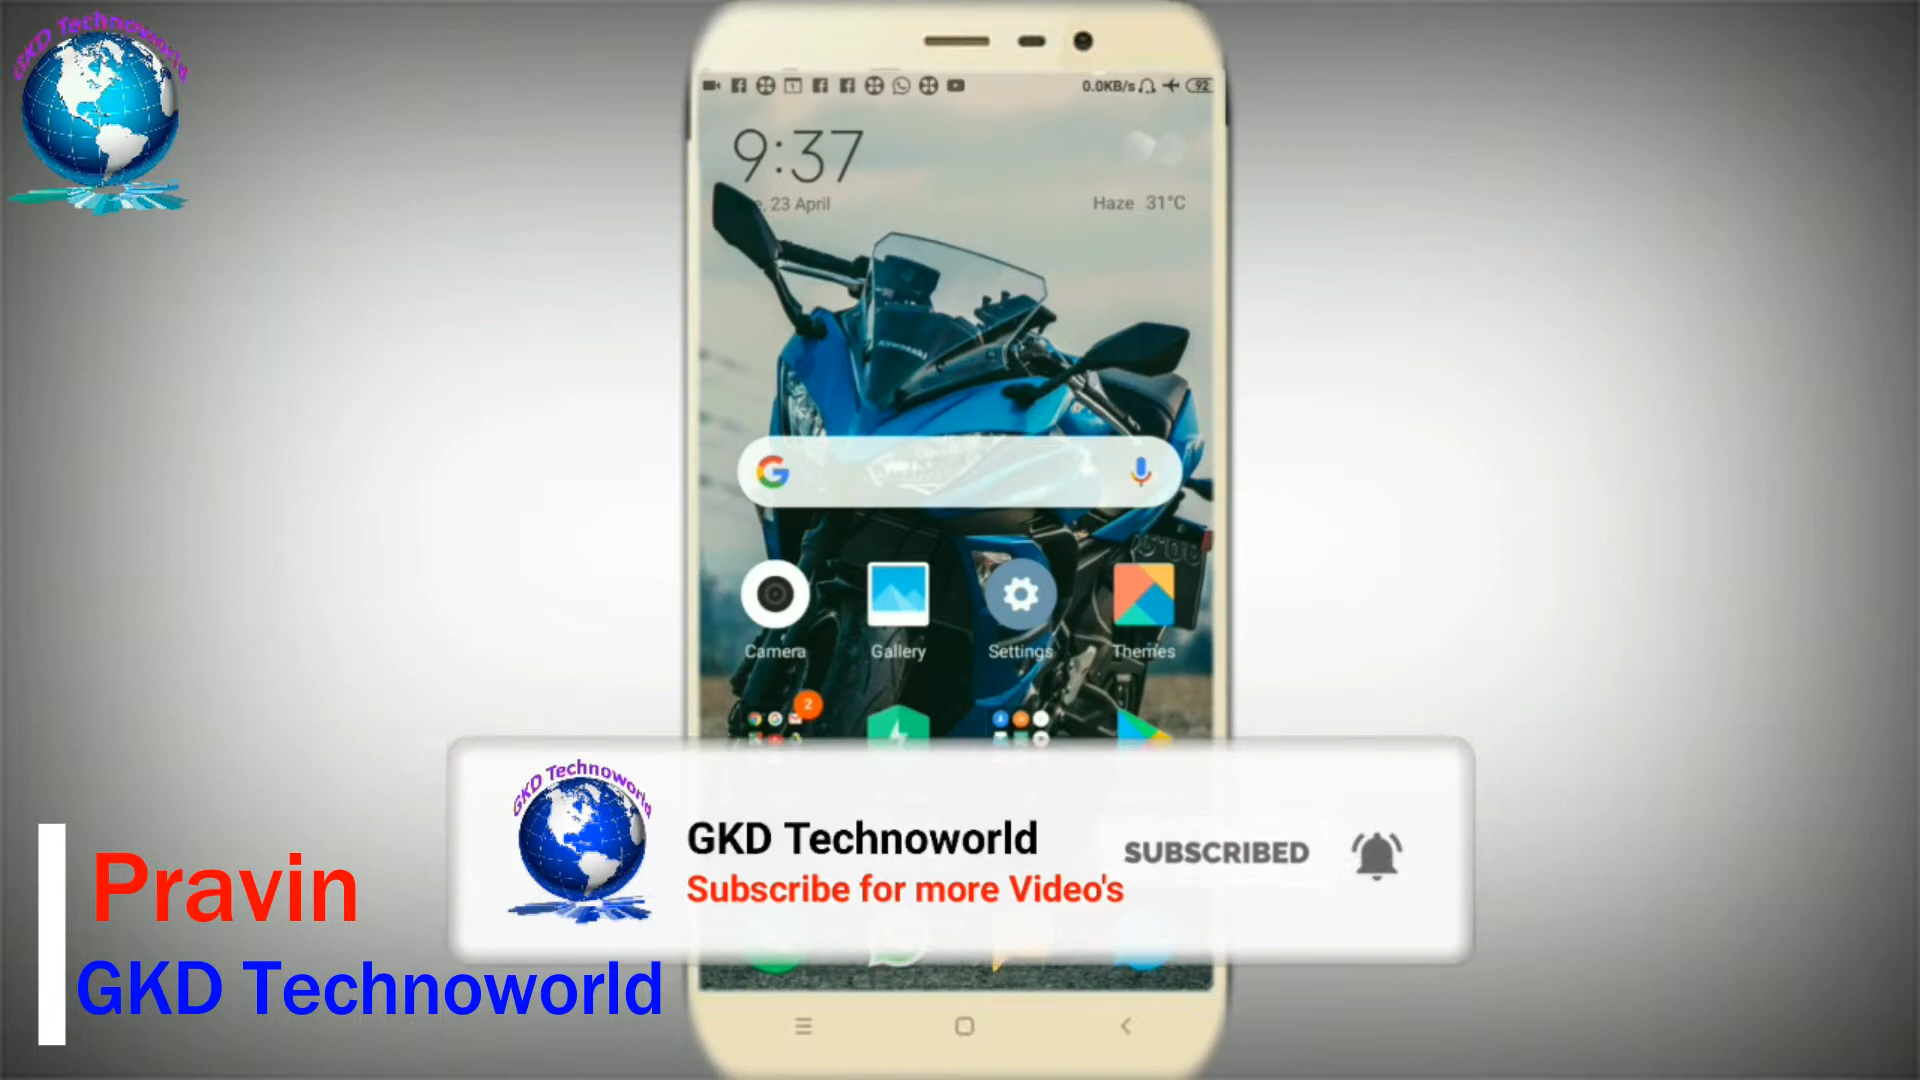 GKD Technoworld
0.0KB/s 92
9:37
e, 23 April
Haze 31°C
Kawasaki
Camera Gallery Settings Themes
2
GKD Technoworld
GKD Technoworld
Subscribe for more Video's
SUBSCRIBED
Pravin
GKD Technoworld